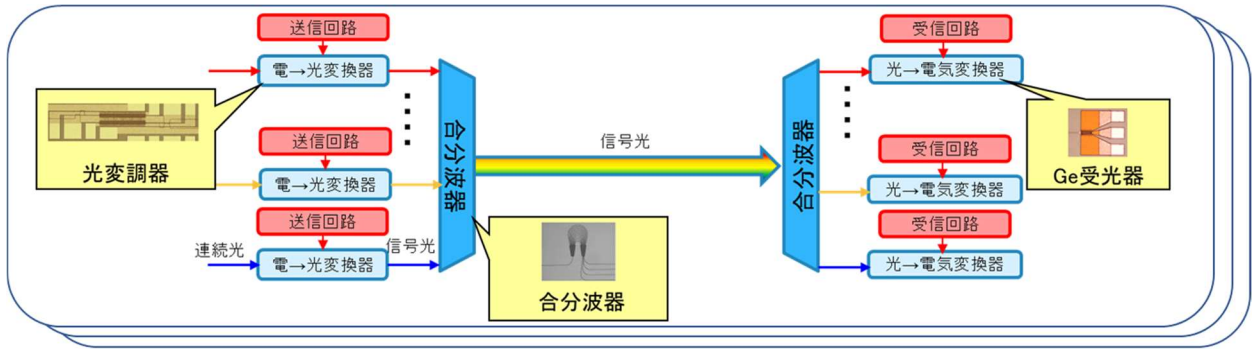 送信回路
電→光変換器
光変調器
送信回路
電→光変換器
送信回路
連続光
電→光変換器
信号光
合分波器
合分波器
信号光
合分波器
受信回路
光→電気変換器
Ge受光器
受信回路
光→電気変換器
受信回路
光→電気変換器